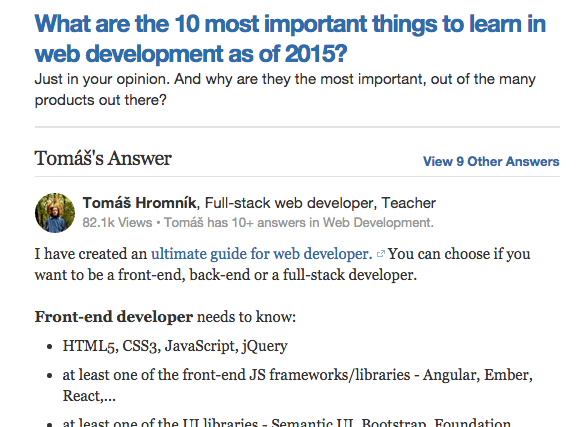 What are the 10 most important things to learn in
web development as of 2015?
Just in your opinion. And why are they the most important, out of the many
products out there?
Tomáš's Answer
View 9 Other Answers
Tomáš Hromník, Full-stack web developer, Teacher
82.1k Views • Tomáš has 10+ answers in Web Development.
I have created an ultimate guide for web developer. You can choose if you
want to be a front-end, back-end or a full-stack developer.
Front-end developer needs to know:
• HTML5, CSS3, JavaScript, jQuery
• at least one of the front-end JS frameworks/libraries - Angular, Ember,
React,...
• at least one of the UI libraries - Semantic UI, Bootstrap, Foundation